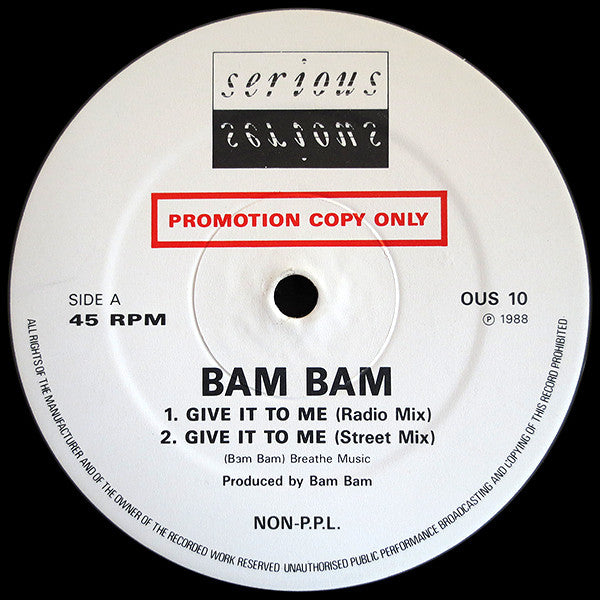 serious
serious
PROMOTION COPY ONLY
SIDE A
45 RPM
OUS 10
℗ 1988
BAM BAM
1. GIVE IT TO ME (Radio Mix)
2. GIVE IT TO ME (Street Mix)
(Bam Bam) Breathe Music
Produced by Bam Bam
NON-P.P.L.
ALL RIGHTS OF THE MANUFACTURER AND OF THE OWNER OF THE RECORDED WORK RESERVED UNAUTHORISED PUBLIC PERFORMANCE BROADCASTING AND COPYING OF THIS RECORD PROHIBITED